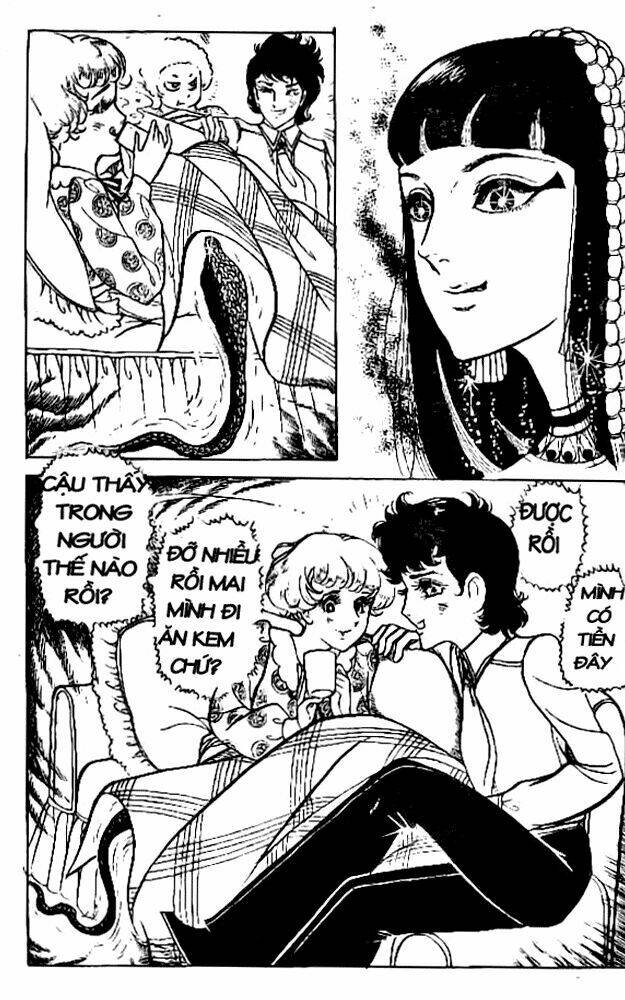 CẬU THẤY
TRONG
NGƯỜI
THẾ NÀO
RỒI?
ĐỠ NHIỀU
RỒI MAI
MÌNH ĐI
ĂN KEM
CHỨ?
ĐƯỢC
RỒI
MÌNH
CÓ
TIỀN
ĐÂY